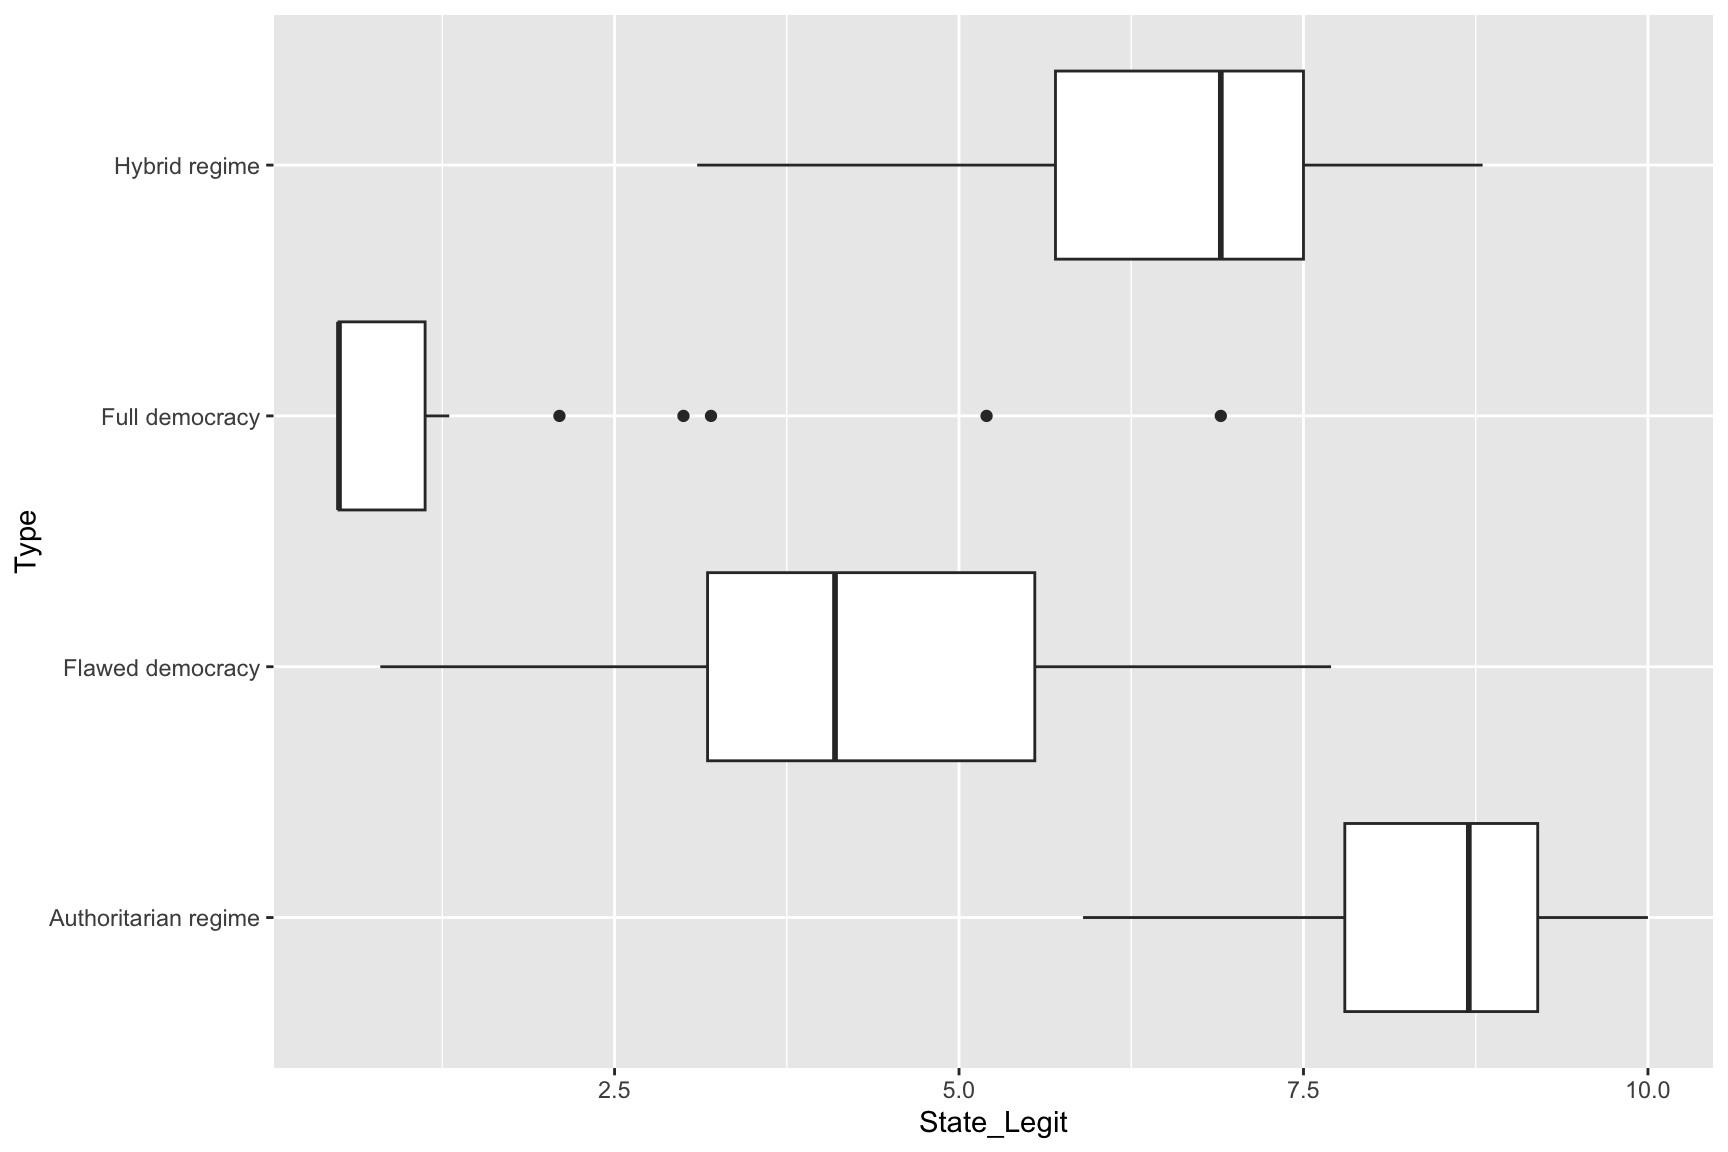 Hybrid regime
Full democracy
Flawed democracy
Authoritarian regime
Type
2.5 5.0 7.5 10.0
State_Legit